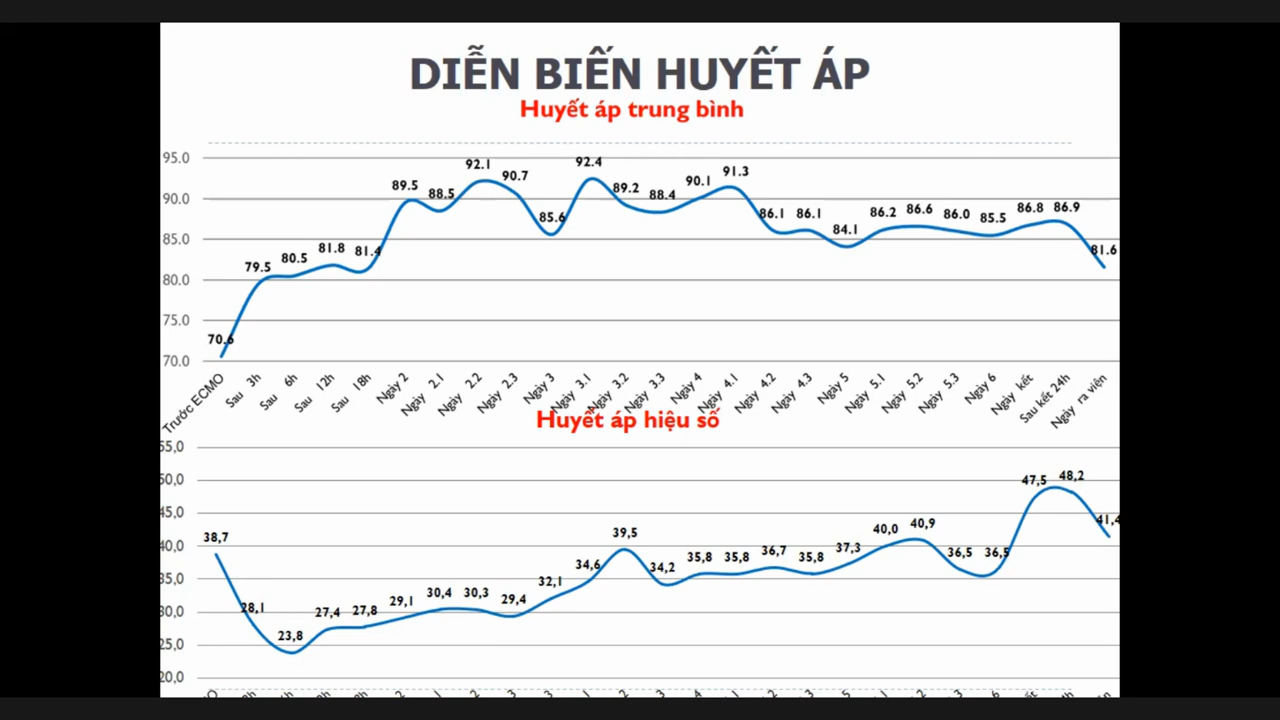 DIỄN BIẾN HUYẾT ÁP
Huyết áp trung bình
95.0
90.0
85.0
80.0
75.0
70.0
70.6
79.5
80.5
81.8
81.4
89.5
88.5
92.1
90.7
85.6
92.4
89.2
88.4
90.1
91.3
86.1
86.1
84.1
86.2
86.6
86.0
85.5
86.8
86.9
81.6
Trước ECMO
Sau 3h
Sau 6h
Sau 12h
Sau 18h
Ngày 2
Ngày 2.1
Ngày 2.2
Ngày 2.3
Ngày 3
Ngày 3.1
Ngày 3.2
Ngày 3.3
Ngày 4
Ngày 4.1
Ngày 4.2
Ngày 4.3
Ngày 5
Ngày 5.1
Ngày 5.2
Ngày 5.3
Ngày 6
Ngày kết
Sau kết 24h
Ngày ra viện
Huyết áp hiệu số
55,0
50,0
45,0
40,0
35,0
30,0
25,0
20,0
38,7
28,1
23,8
27,4
27,8
29,1
30,4
30,3
29,4
32,1
34,6
39,5
34,2
35,8
35,8
36,7
35,8
37,3
40,0
40,9
36,5
36,5
47,5
48,2
41,4